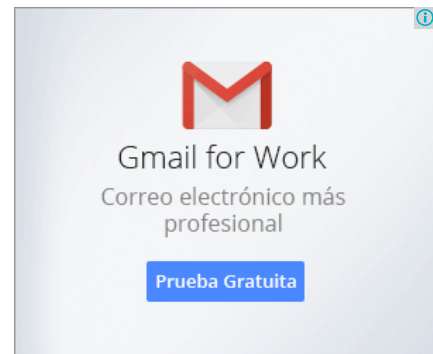 Gmail for Work
Correo electrónico más
profesional
Prueba Gratuita